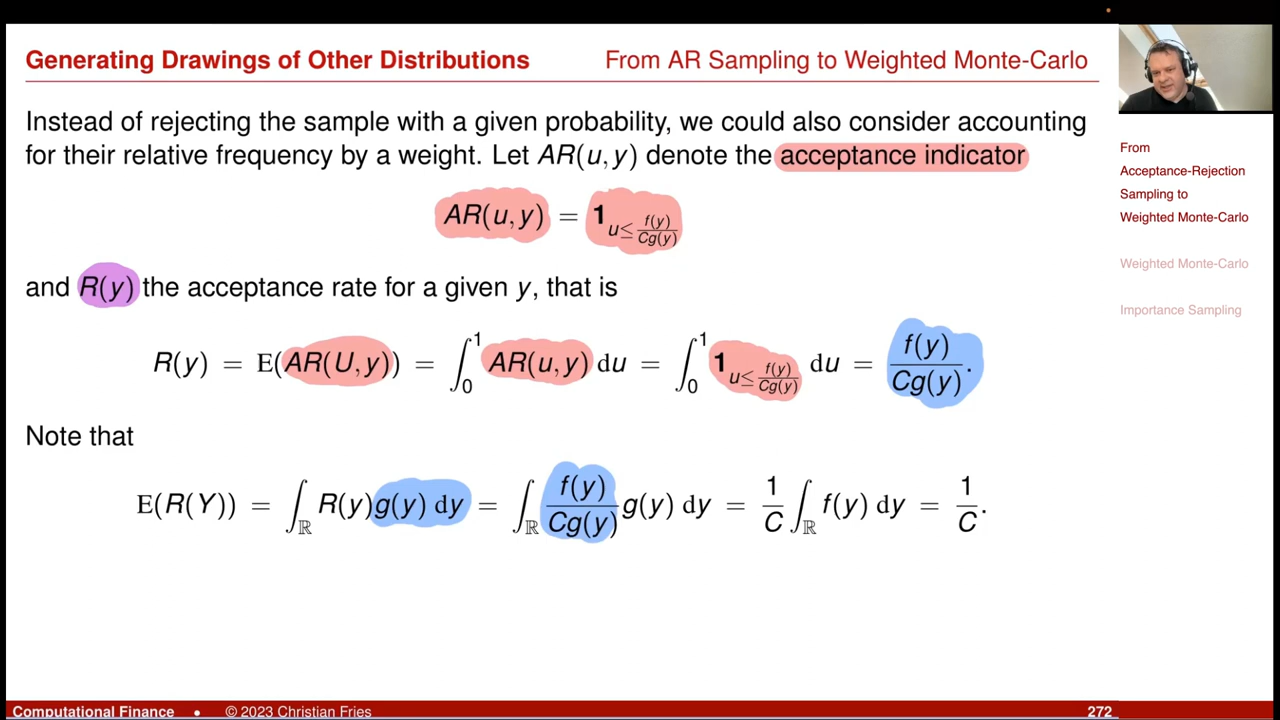 Generating Drawings of Other Distributions From AR Sampling to Weighted Monte-Carlo
Instead of rejecting the sample with a given probability, we could also consider accounting
for their relative frequency by a weight. Let AR(u, y) denote the acceptance indicator
AR(u, y) = 𝟏_{u≤ f(y)/Cg(y)}
and R(y) the acceptance rate for a given y, that is
R(y) = E(AR(U, y)) = ∫_0^1 AR(u, y) du = ∫_0^1 𝟏_{u≤ f(y)/Cg(y)} du = f(y)/Cg(y).
Note that
E(R(Y)) = ∫_ℝ R(y)g(y) dy = ∫_ℝ f(y)/Cg(y) g(y) dy = 1/C ∫_ℝ f(y) dy = 1/C.
From
Acceptance-Rejection
Sampling to
Weighted Monte-Carlo
Weighted Monte-Carlo
Importance Sampling
Computational Finance • © 2023 Christian Fries 272